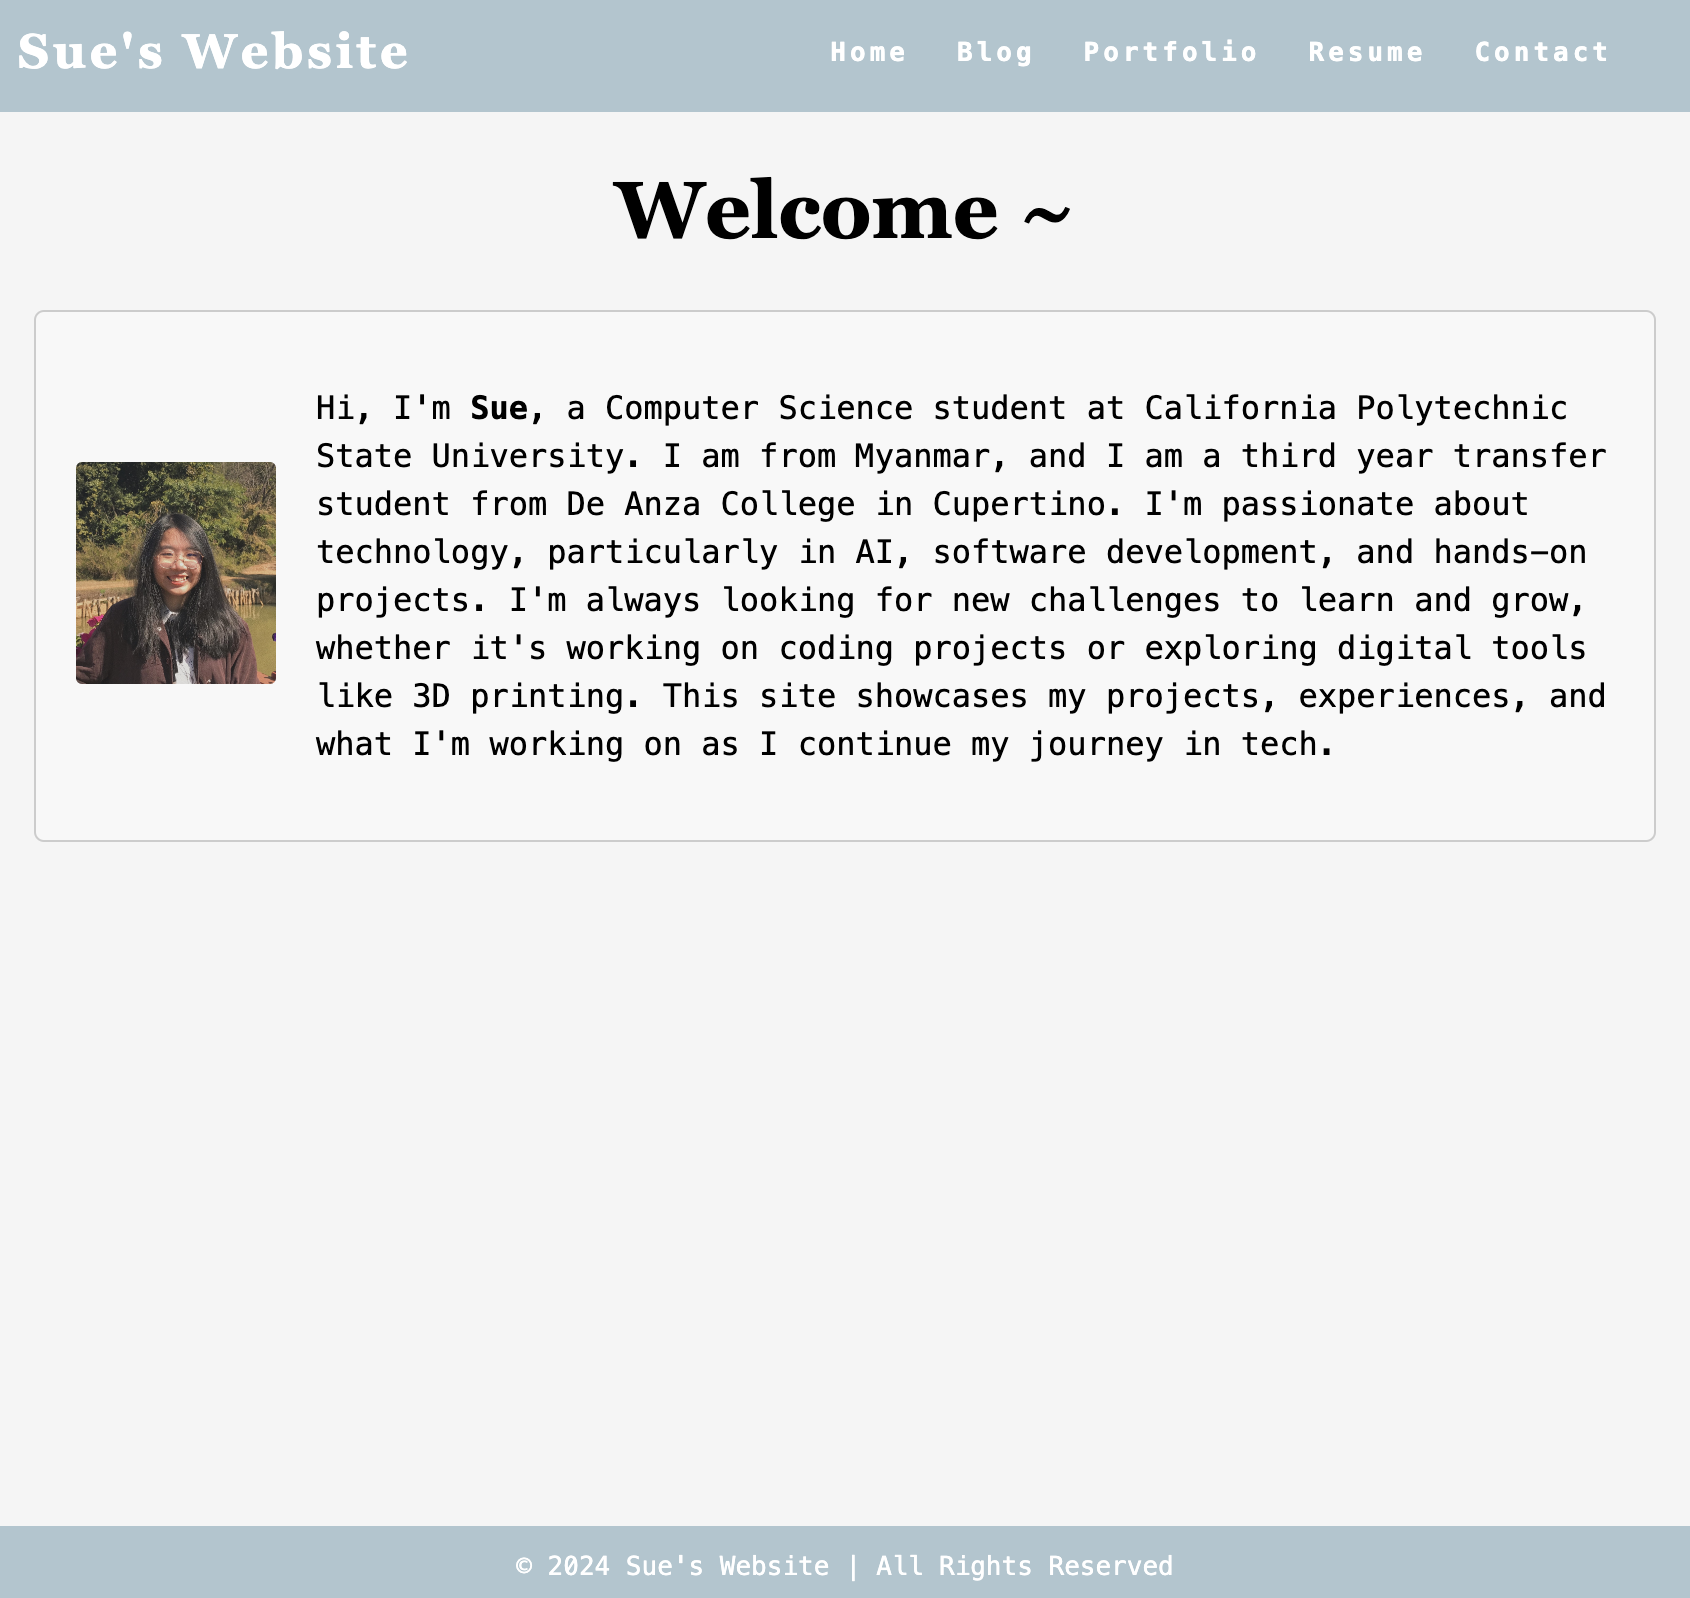 Sue's Website
Home Blog Portfolio Resume Contact
Welcome ~
Hi, I'm Sue, a Computer Science student at California Polytechnic
State University. I am from Myanmar, and I am a third year transfer
student from De Anza College in Cupertino. I'm passionate about
technology, particularly in AI, software development, and hands-on
projects. I'm always looking for new challenges to learn and grow,
whether it's working on coding projects or exploring digital tools
like 3D printing. This site showcases my projects, experiences, and
what I'm working on as I continue my journey in tech.
© 2024 Sue's Website | All Rights Reserved